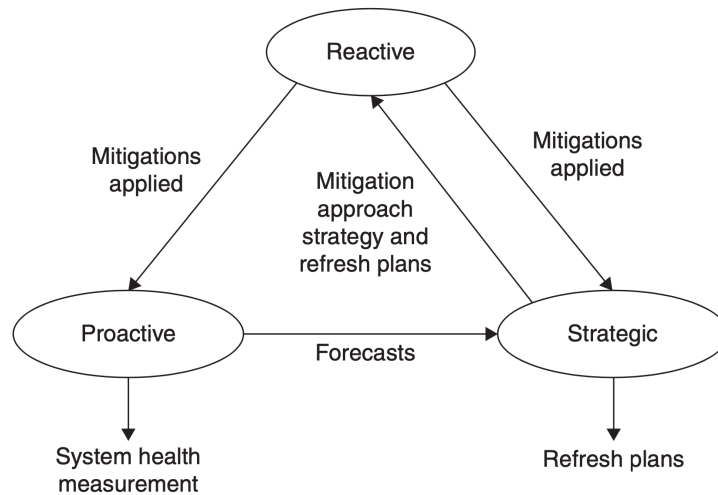 Reactive
Mitigations
applied
Mitigations
applied
Mitigation
approach
strategy and
refresh plans
Proactive
Forecasts
Strategic
System health
measurement
Refresh plans